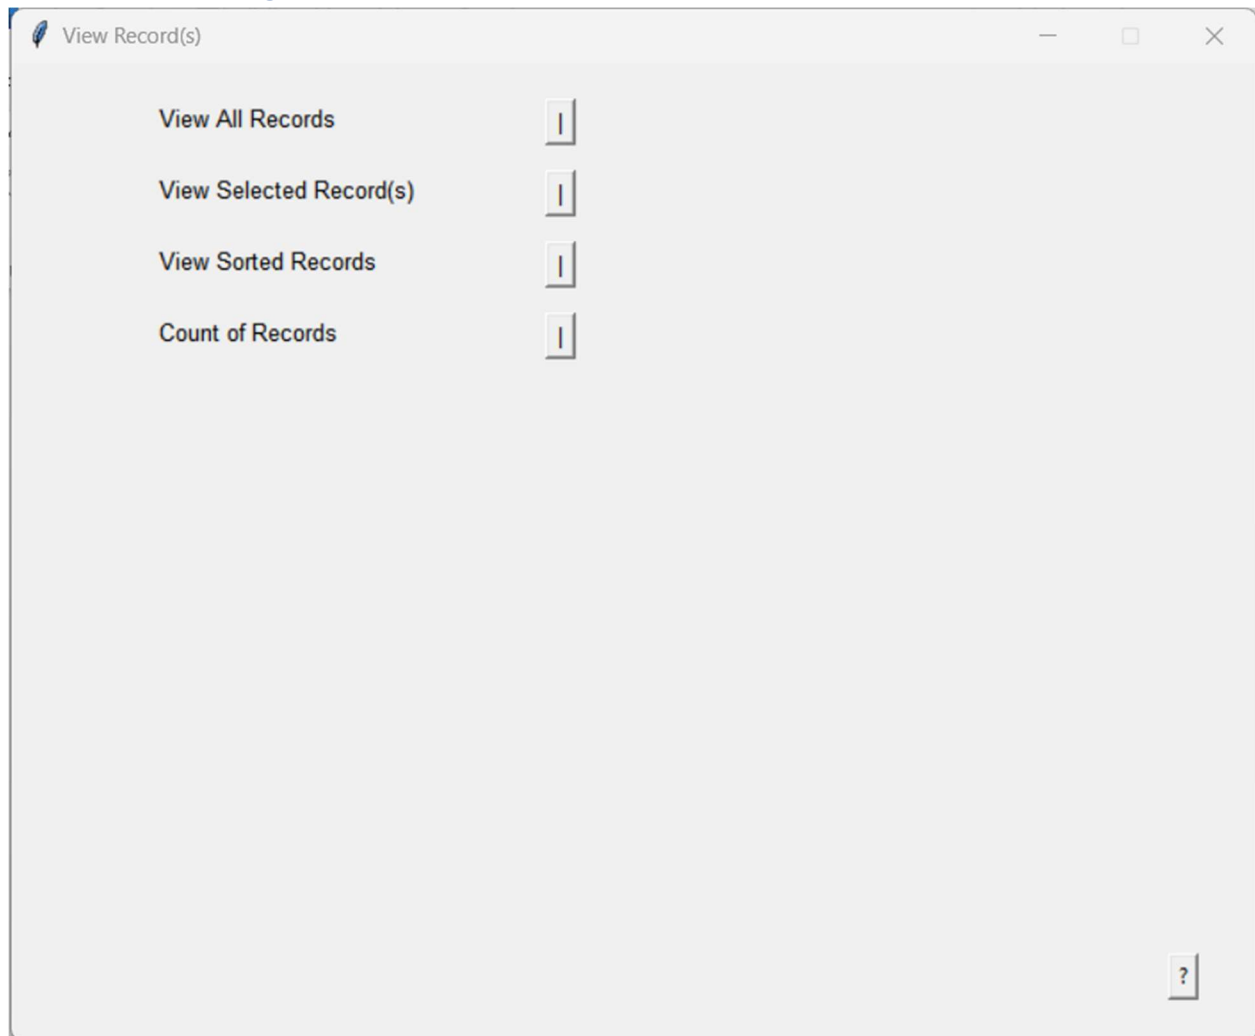 View Record(s)
View All Records |
View Selected Record(s) |
View Sorted Records |
Count of Records |
?